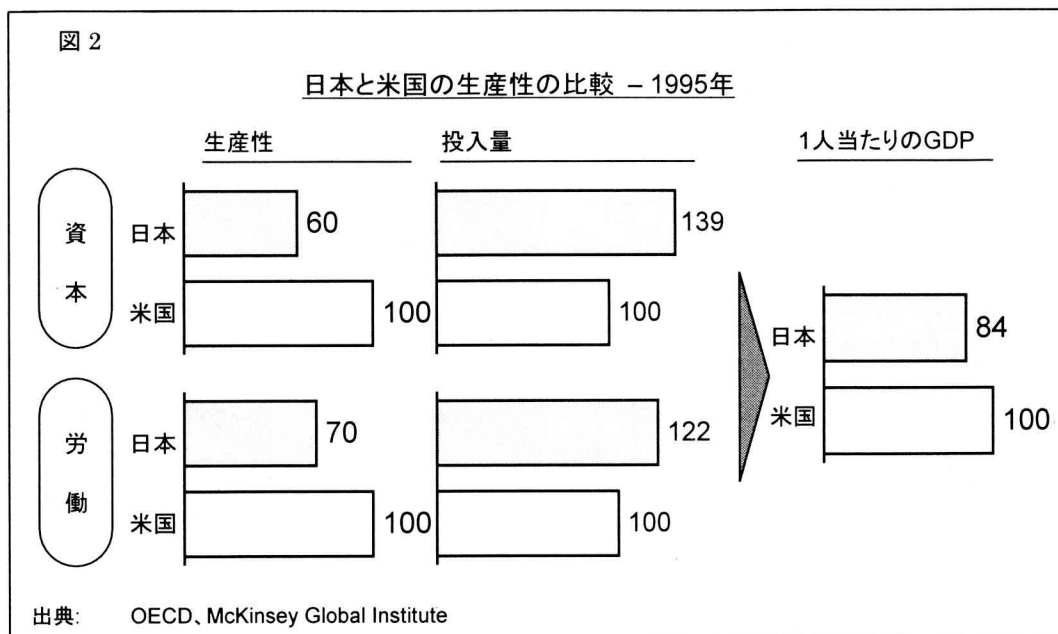 図 2
日本と米国の生産性の比較 – 1995年
生産性 投入量 1人当たりのGDP
資本
日本 60 139
米国 100 100
労働
日本 70 122
米国 100 100
日本 84
米国 100
出典: OECD、McKinsey Global Institute